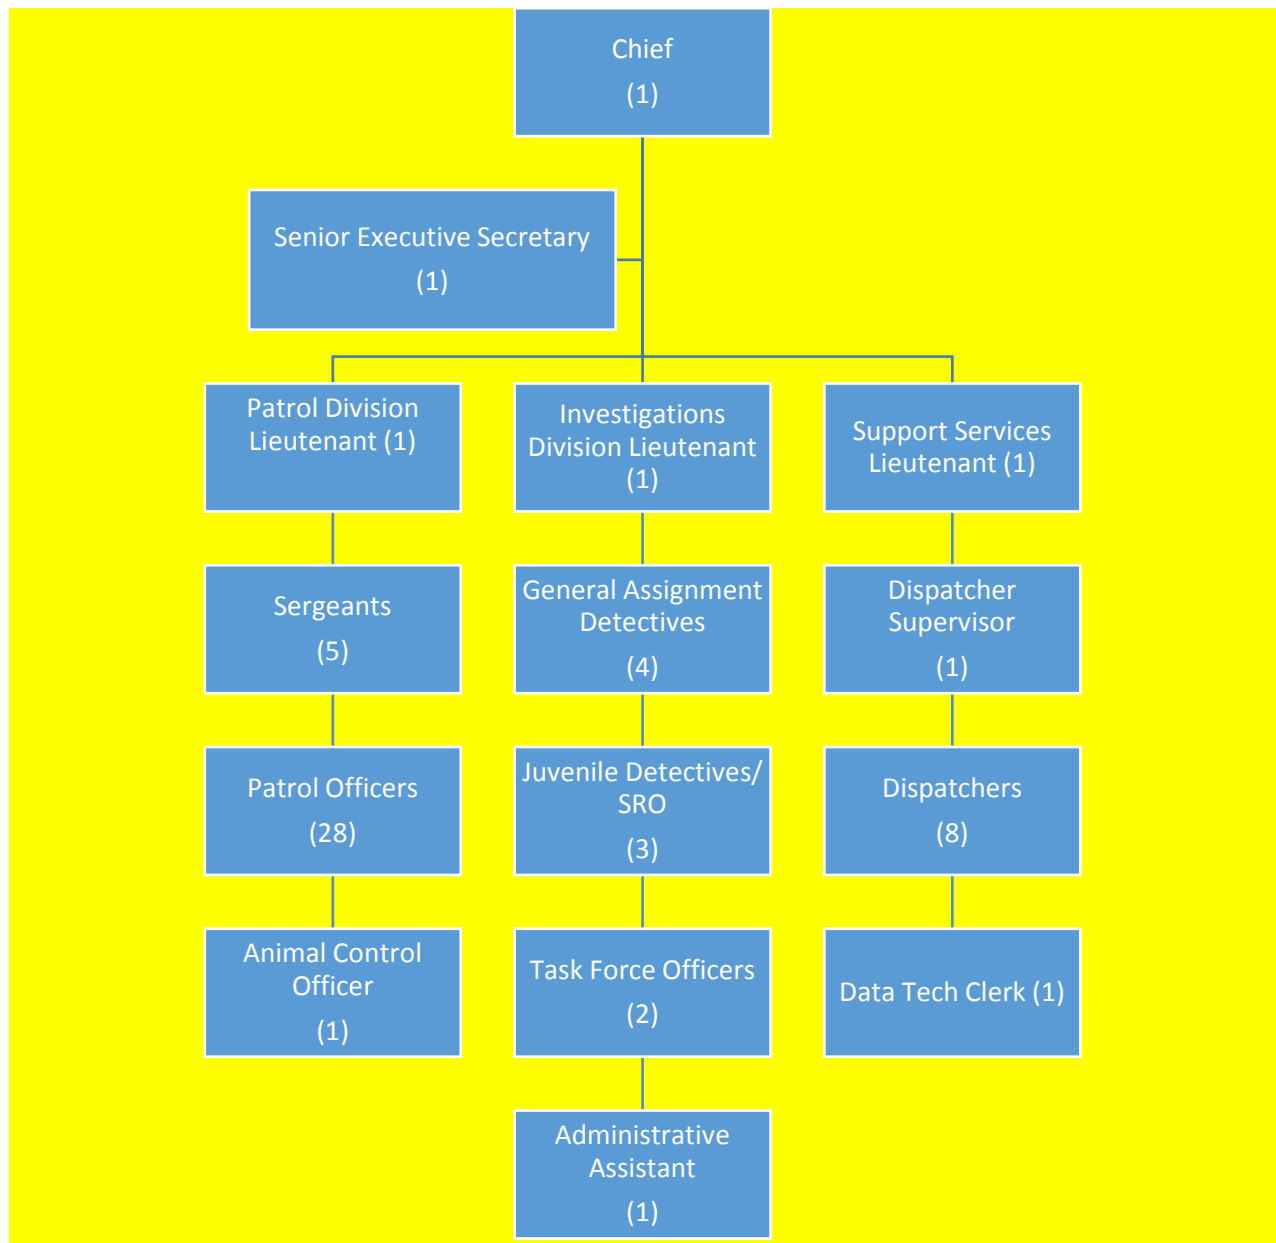 Chief
(1)
Senior Executive Secretary
(1)
Patrol Division
Lieutenant (1)
Investigations
Division Lieutenant
(1)
Support Services
Lieutenant (1)
Sergeants
(5)
General Assignment
Detectives
(4)
Dispatcher
Supervisor
(1)
Patrol Officers
(28)
Juvenile Detectives/
SRO
(3)
Dispatchers
(8)
Animal Control
Officer
(1)
Task Force Officers
(2)
Data Tech Clerk (1)
Administrative
Assistant
(1)